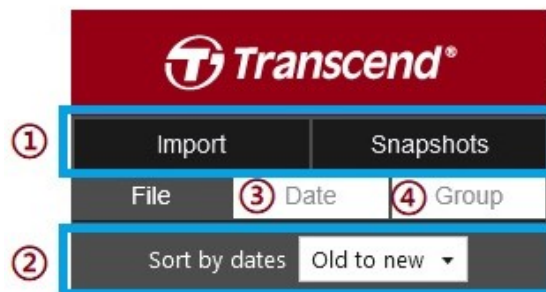 Transcend®
① Import Snapshots
File ③ Date ④ Group
② Sort by dates Old to new